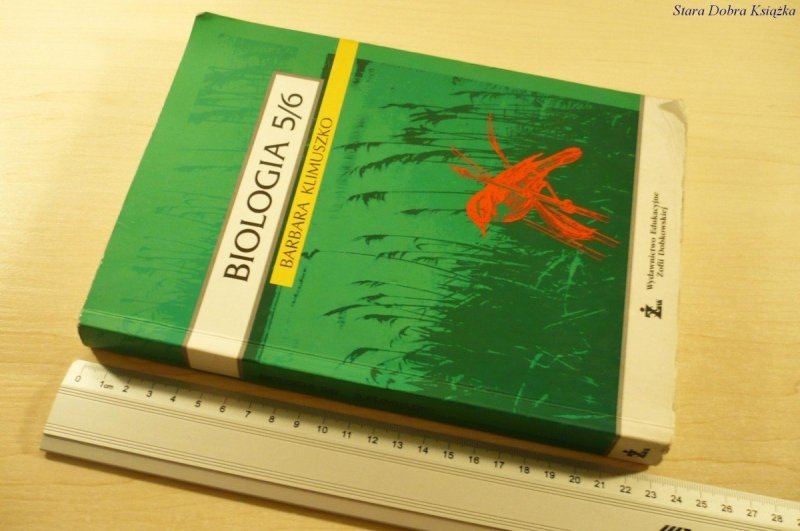 Stara Dobra Książka
BIOLOGIA 5/6
BARBARA KLIMUSZKO
Wydawnictwo Edukacyjne
Zofii Dobkowskiej
0 1cm 2 3 4 5 6 7 8 9 10 11 12 13 14 15 16 17 18 19 20 21 22 23 24 25 26 27 28